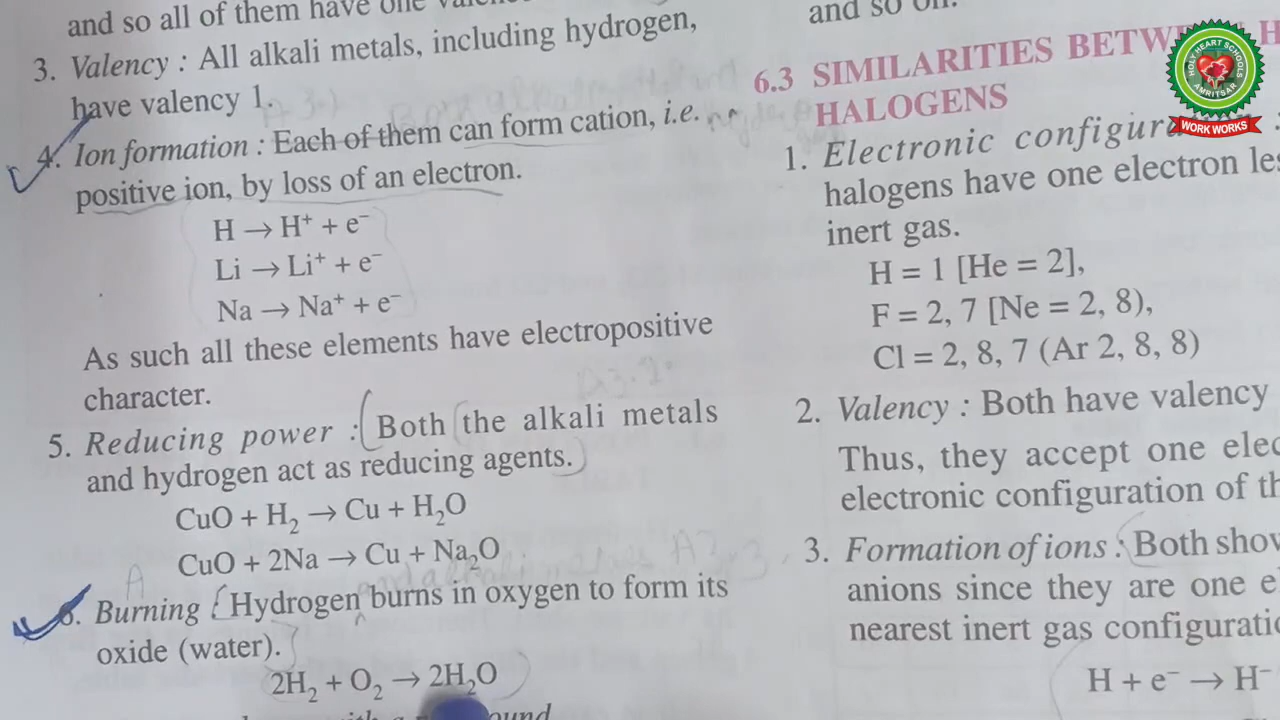 and so all of them have one
3. Valency : All alkali metals, including hydrogen,
have valency 1.
4. Ion formation : Each of them can form cation, i.e.
positive ion, by loss of an electron.
H → H⁺ + e⁻
Li → Li⁺ + e⁻
Na → Na⁺ + e⁻
As such all these elements have electropositive
character.
5. Reducing power : Both the alkali metals
and hydrogen act as reducing agents.
CuO + H₂ → Cu + H₂O
CuO + 2Na → Cu + Na₂O
6. Burning : Hydrogen burns in oxygen to form its
oxide (water).
2H₂ + O₂ → 2H₂O
and so on.
6.3 SIMILARITIES
HALOGENS
1. Electronic
halogens have one electron
inert gas.
H = 1 [He = 2],
F = 2, 7 [Ne = 2, 8),
Cl = 2, 8, 7 (Ar 2, 8, 8)
2. Valency : Both have valency
Thus, they accept one
electronic configuration of
3. Formation of ions : Both
anions since they are one
nearest inert gas
H + e⁻ → H⁻
HOLY HEART SCHOOLS
AMRITSAR
WORK WORKS